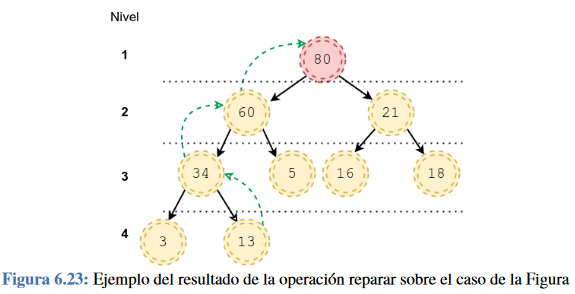 Nivel
1
80
2
60 21
3
34 5 16 18
4
3 13
Figura 6.23: Ejemplo del resultado de la operación reparar sobre el caso de la Figura